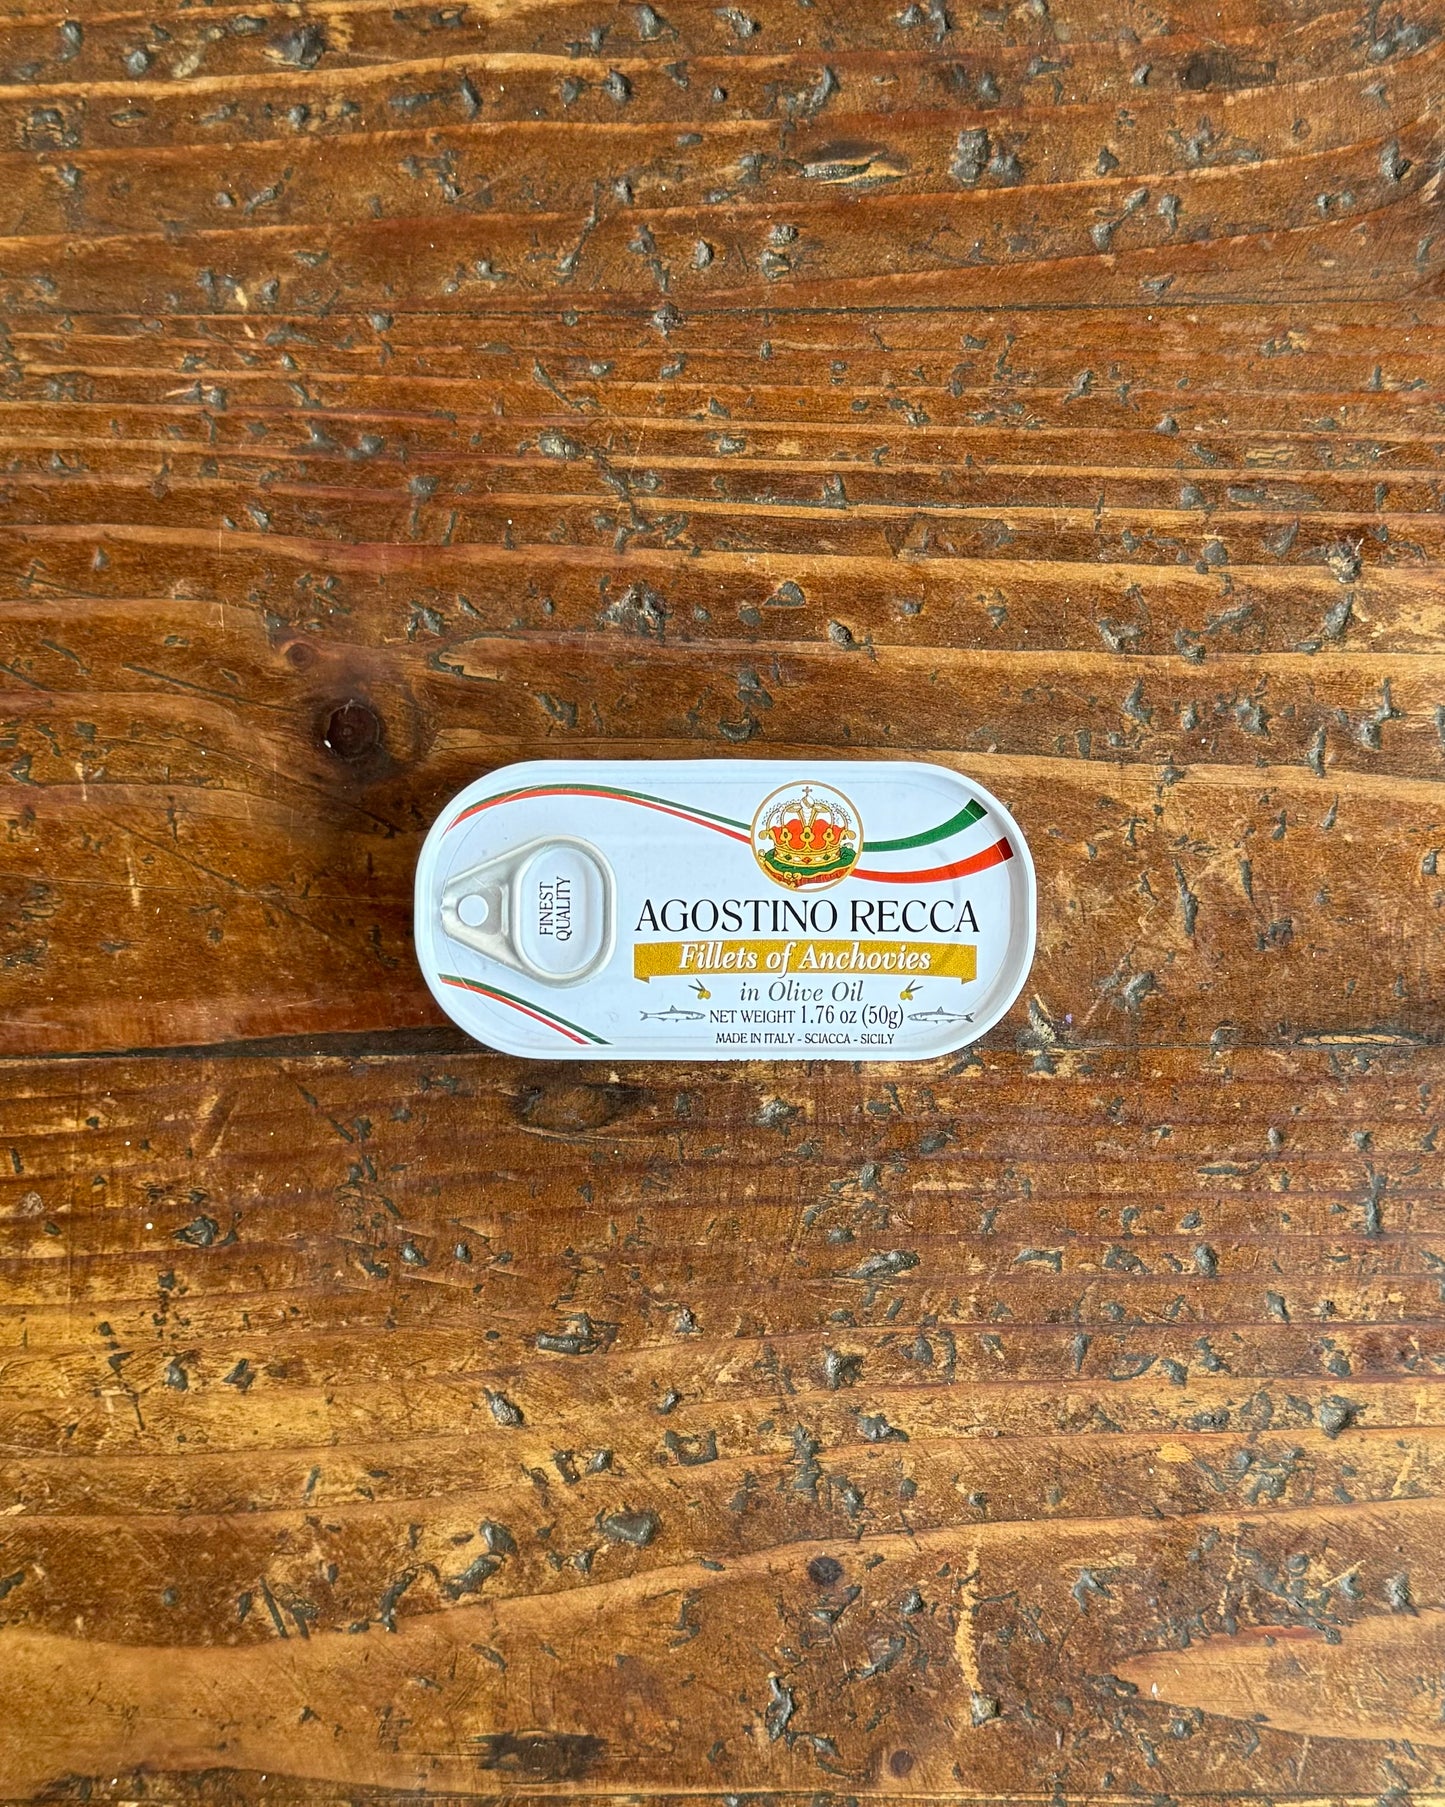 FINEST
QUALITY
AGOSTINO RECCA
Fillets of Anchovies
in Olive Oil
NET WEIGHT 1.76 oz (50g)
MADE IN ITALY - SCIACCA - SICILY